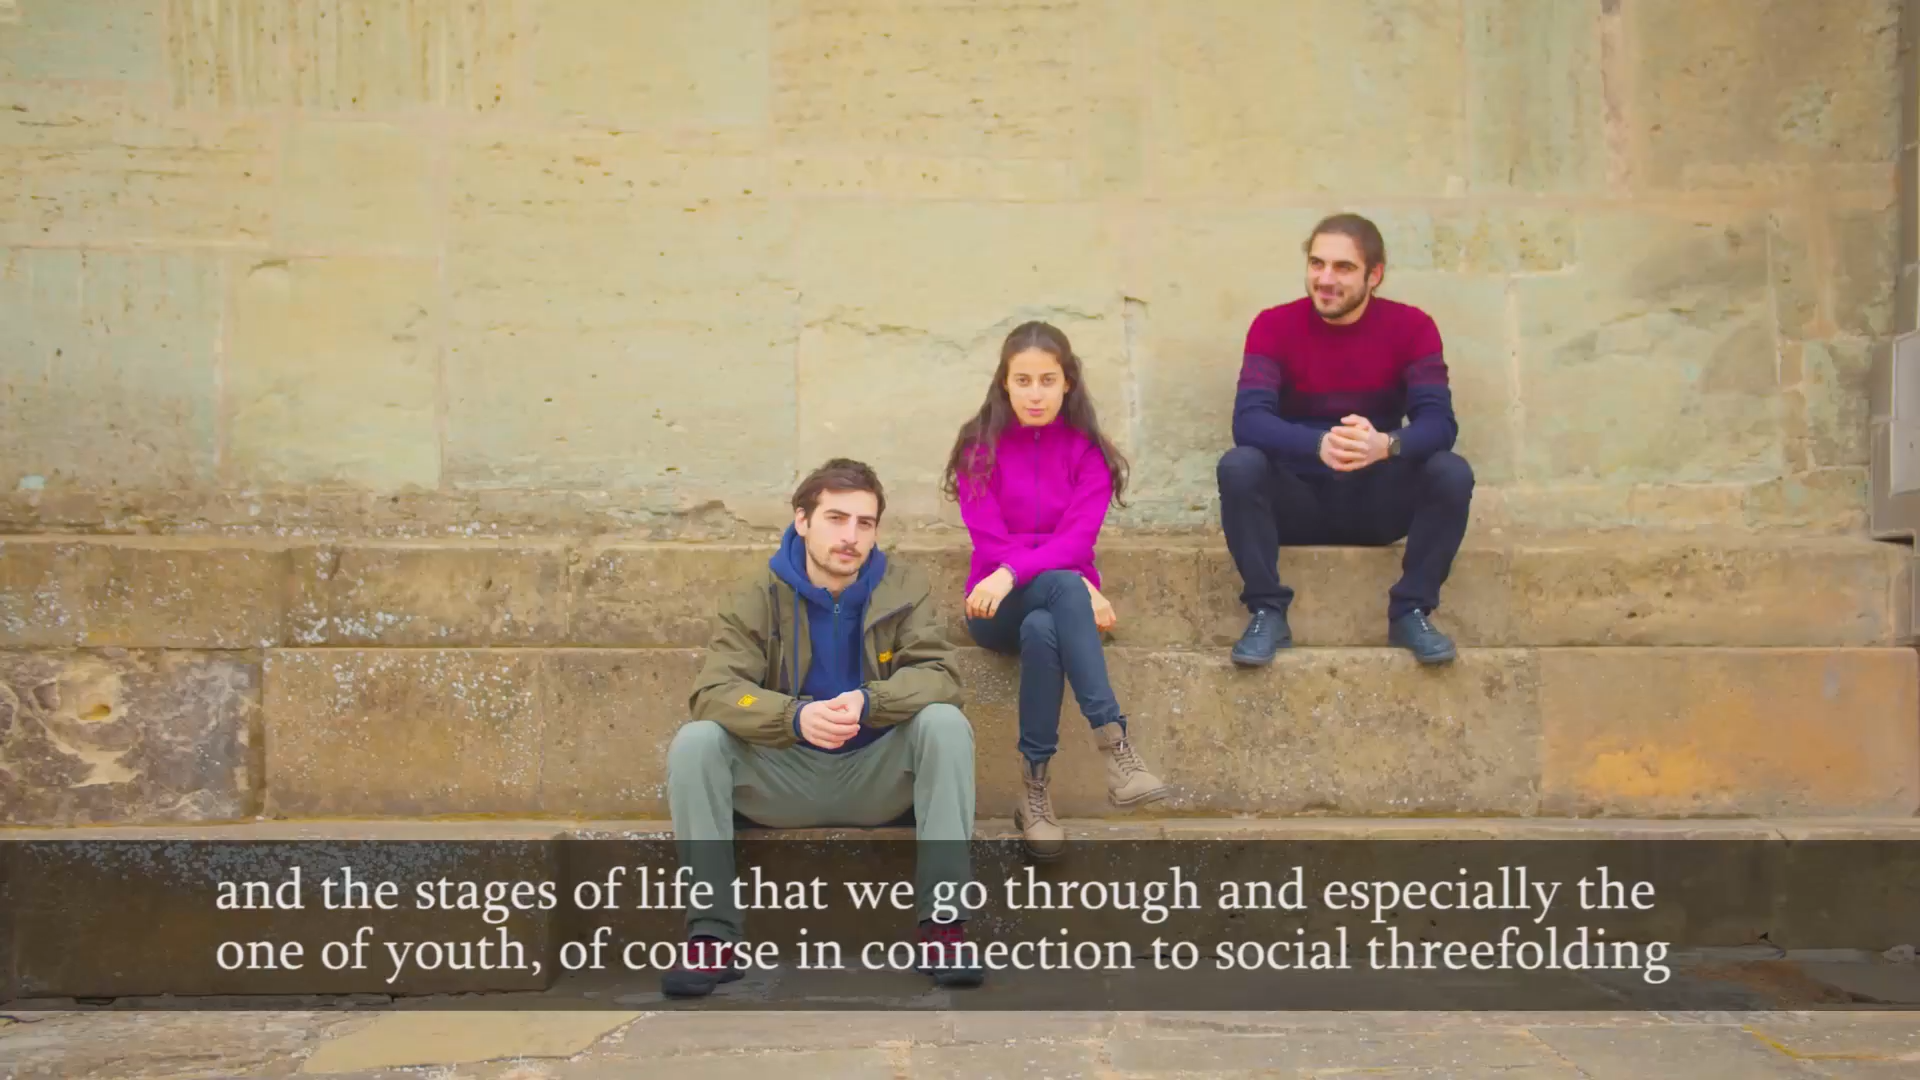 and the stages of life that we go through and especially the
one of youth, of course in connection to social threefolding